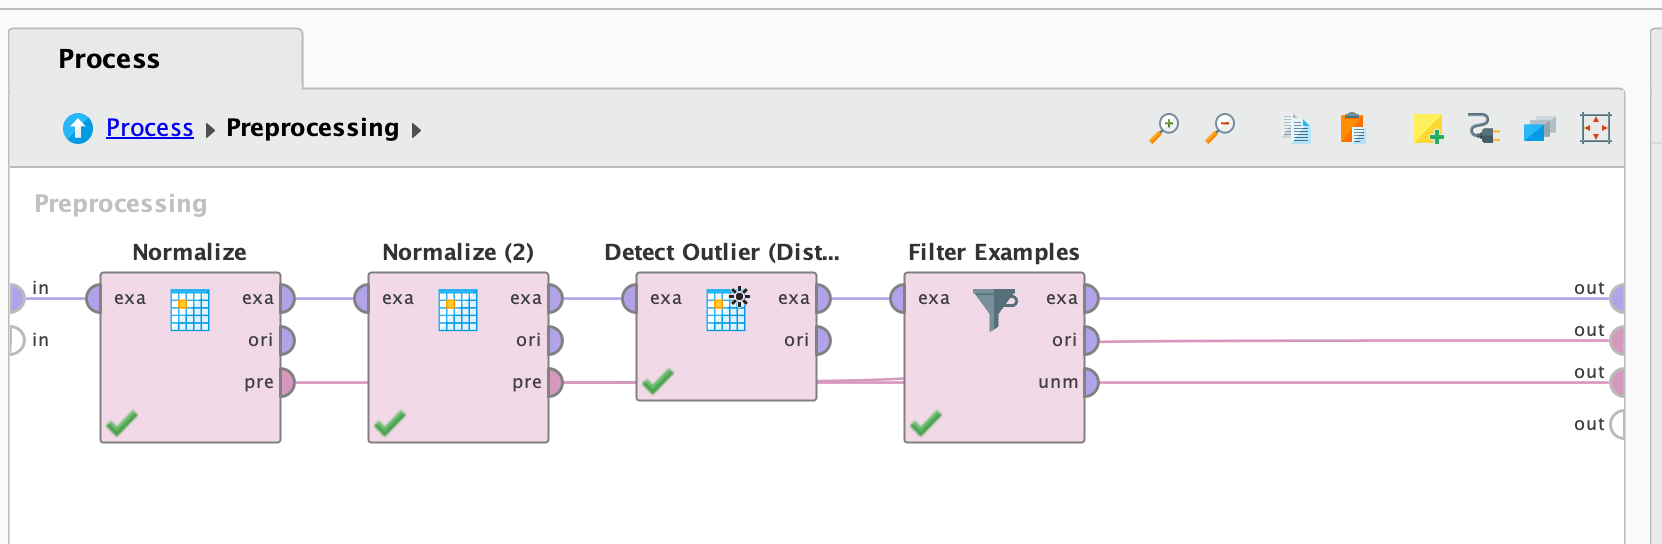 Process
Process Preprocessing
Preprocessing
Normalize Normalize (2) Detect Outlier (Dist... Filter Examples
in exa exa exa exa exa exa exa exa out
in ori ori ori ori out
pre pre unm out
out